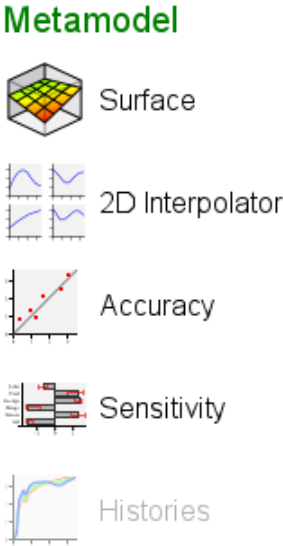 Metamodel
Surface
2D Interpolator
Accuracy
Sensitivity
Histories